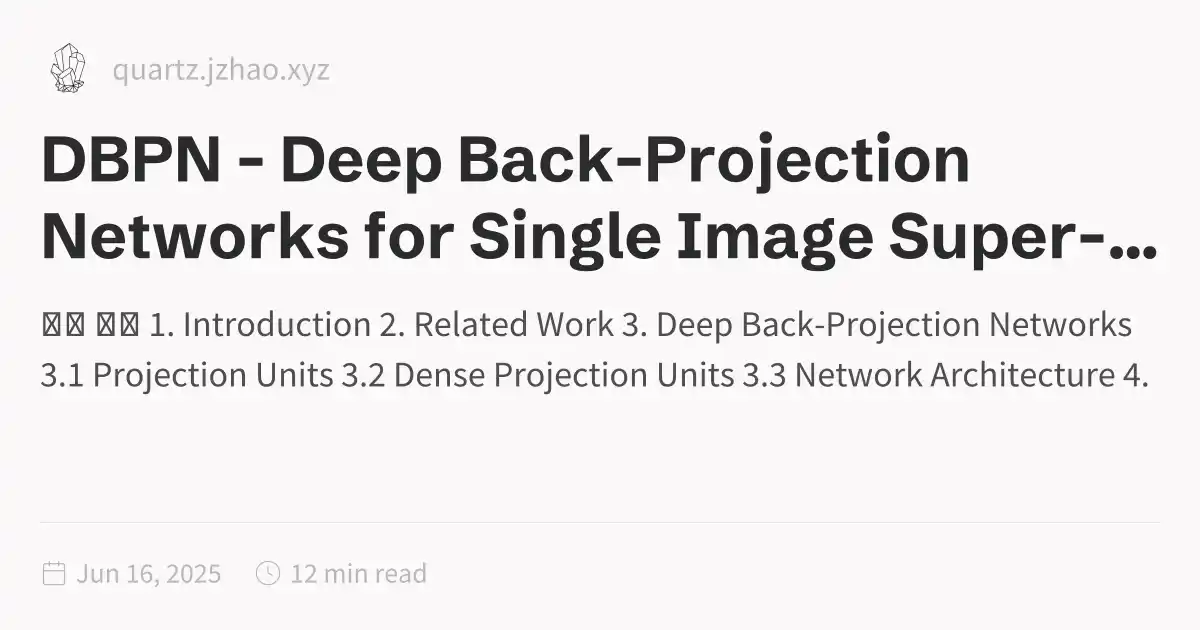 quartz.jzhao.xyz
DBPN - Deep Back-Projection
Networks for Single Image Super-...
1. Introduction 2. Related Work 3. Deep Back-Projection Networks
3.1 Projection Units 3.2 Dense Projection Units 3.3 Network Architecture 4.
Jun 16, 2025 12 min read